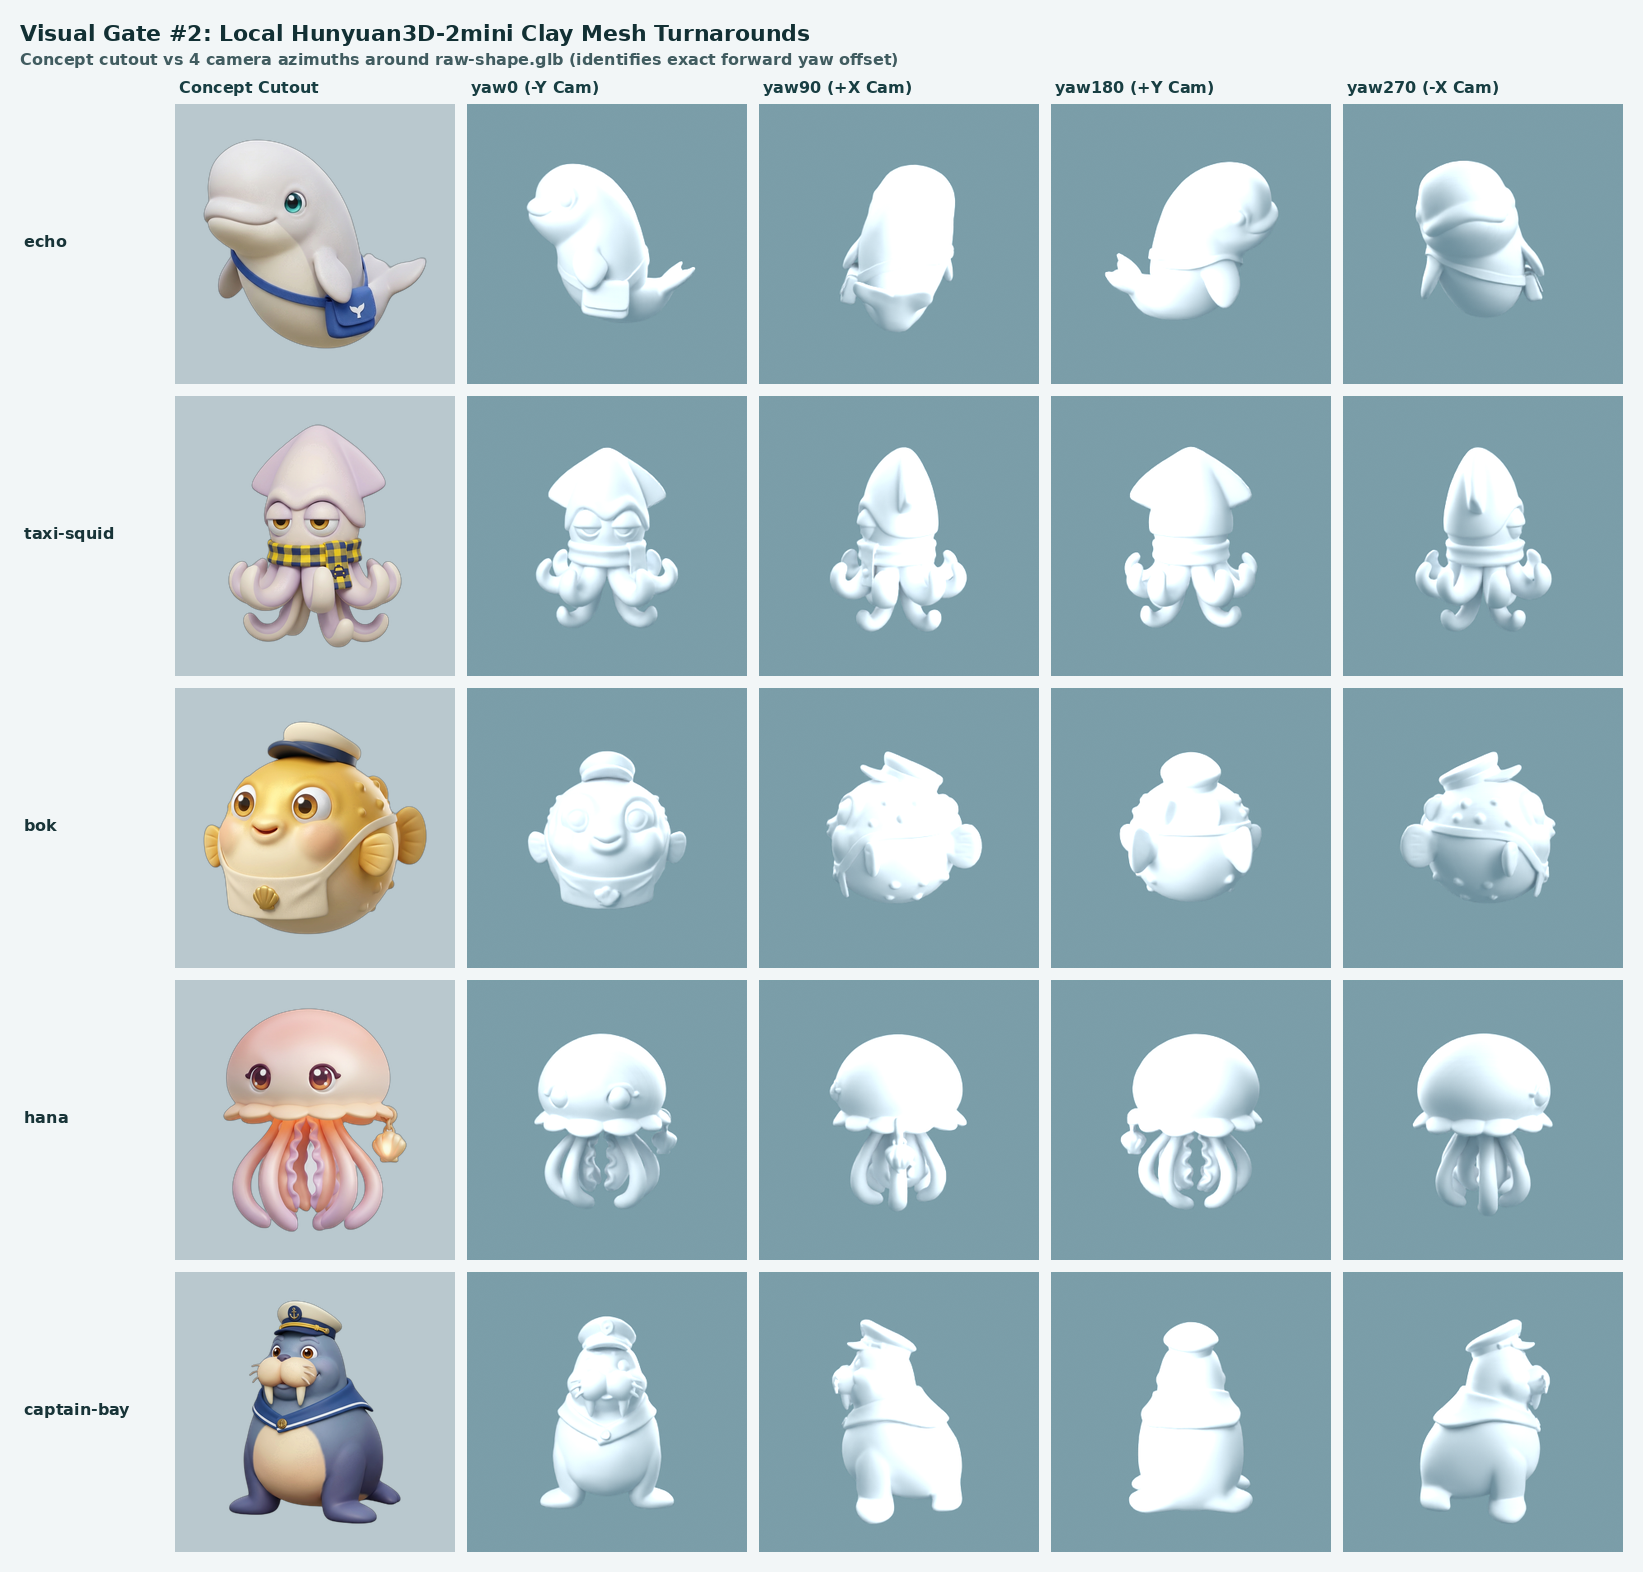 Visual Gate #2: Local Hunyuan3D-2mini Clay Mesh Turnarounds
Concept cutout vs 4 camera azimuths around raw-shape.glb (identifies exact forward yaw offset)
Concept Cutout yaw0 (-Y Cam) yaw90 (+X Cam) yaw180 (+Y Cam) yaw270 (-X Cam)
echo
taxi-squid
bok
hana
captain-bay